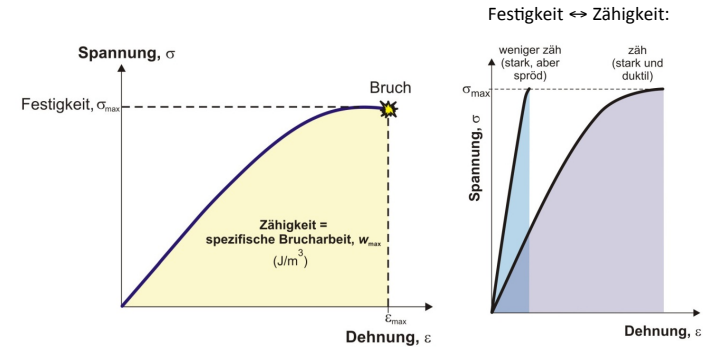 Festigkeit ⇔ Zähigkeit:
Spannung, σ
Festigkeit, σmax
Bruch
Zähigkeit =
spezifische Brucharbeit, wmax
(J/m³)
εmax
Dehnung, ε
weniger zäh
(stark, aber
spröd)
zäh
(stark und
duktil)
σmax
Spannung, σ
Dehnung, ε